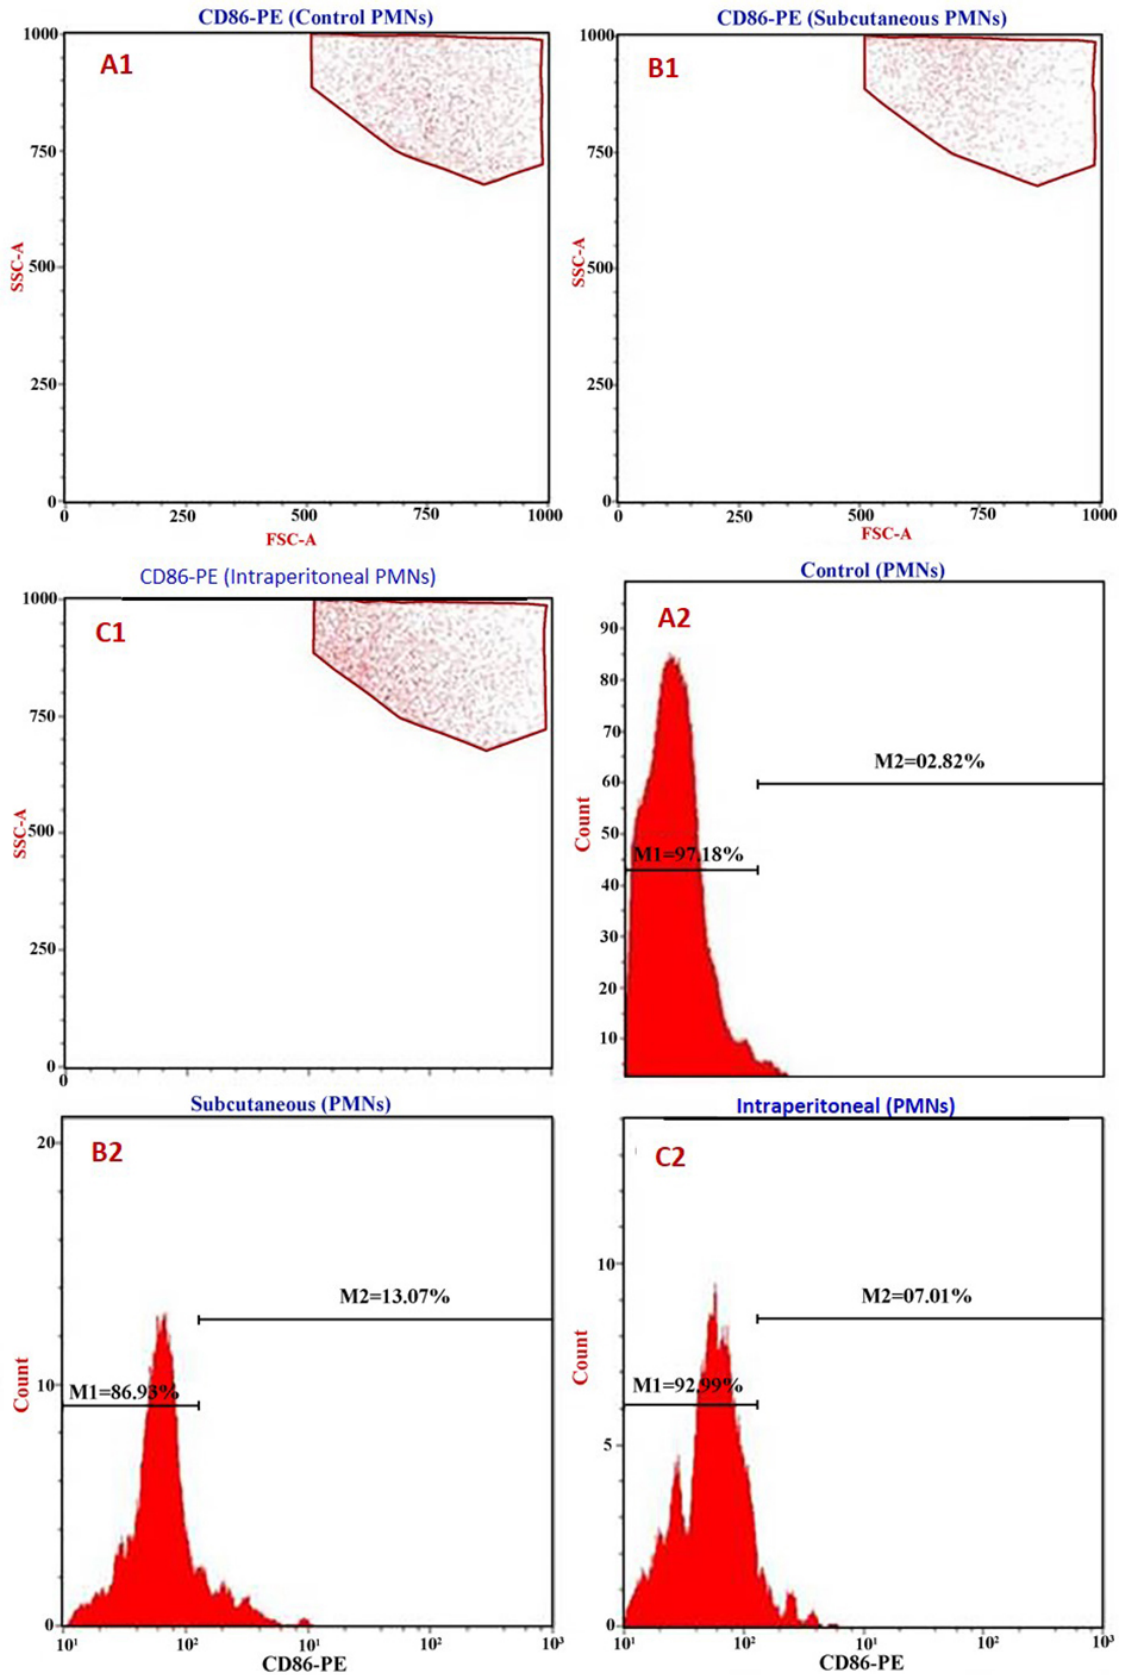 CD86-PE (Control PMNs)
A1
1000
750
500
250
0
SSC-A
0 250 500 750 1000
FSC-A
CD86-PE (Subcutaneous PMNs)
B1
1000
750
500
250
0
SSC-A
0 250 500 750 1000
FSC-A
CD86-PE (Intraperitoneal PMNs)
C1
1000
750
500
250
0
SSC-A
0
Control (PMNs)
A2
90
80
70
60
50
40
30
20
10
Count
M2=02.82%
M1=97.18%
Subcutaneous (PMNs)
B2
20
10
0
Count
M2=13.07%
M1=86.93%
10¹ 10² 10¹ 10² 10³
CD86-PE
Intraperitoneal (PMNs)
C2
10
5
0
Count
M2=07.01%
M1=92.99%
10¹ 10² 10¹ 10² 10³
CD86-PE